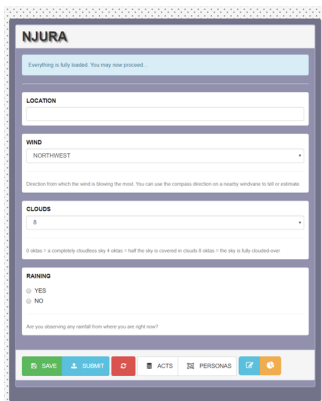 NJURA
Everything is fully loaded. You may now proceed...
LOCATION
WIND
NORTHWEST
Direction from which the wind is blowing the most. You can use the compass direction on a nearby windvane to tell or estimate
CLOUDS
8
0 oktas = a completely cloudless sky 4 oktas = half the sky is covered in clouds 8 oktas = the sky is fully clouded over
RAINING
YES
NO
Are you observing any rainfall from where you are right now?
SAVE SUBMIT ACTS PERSONAS